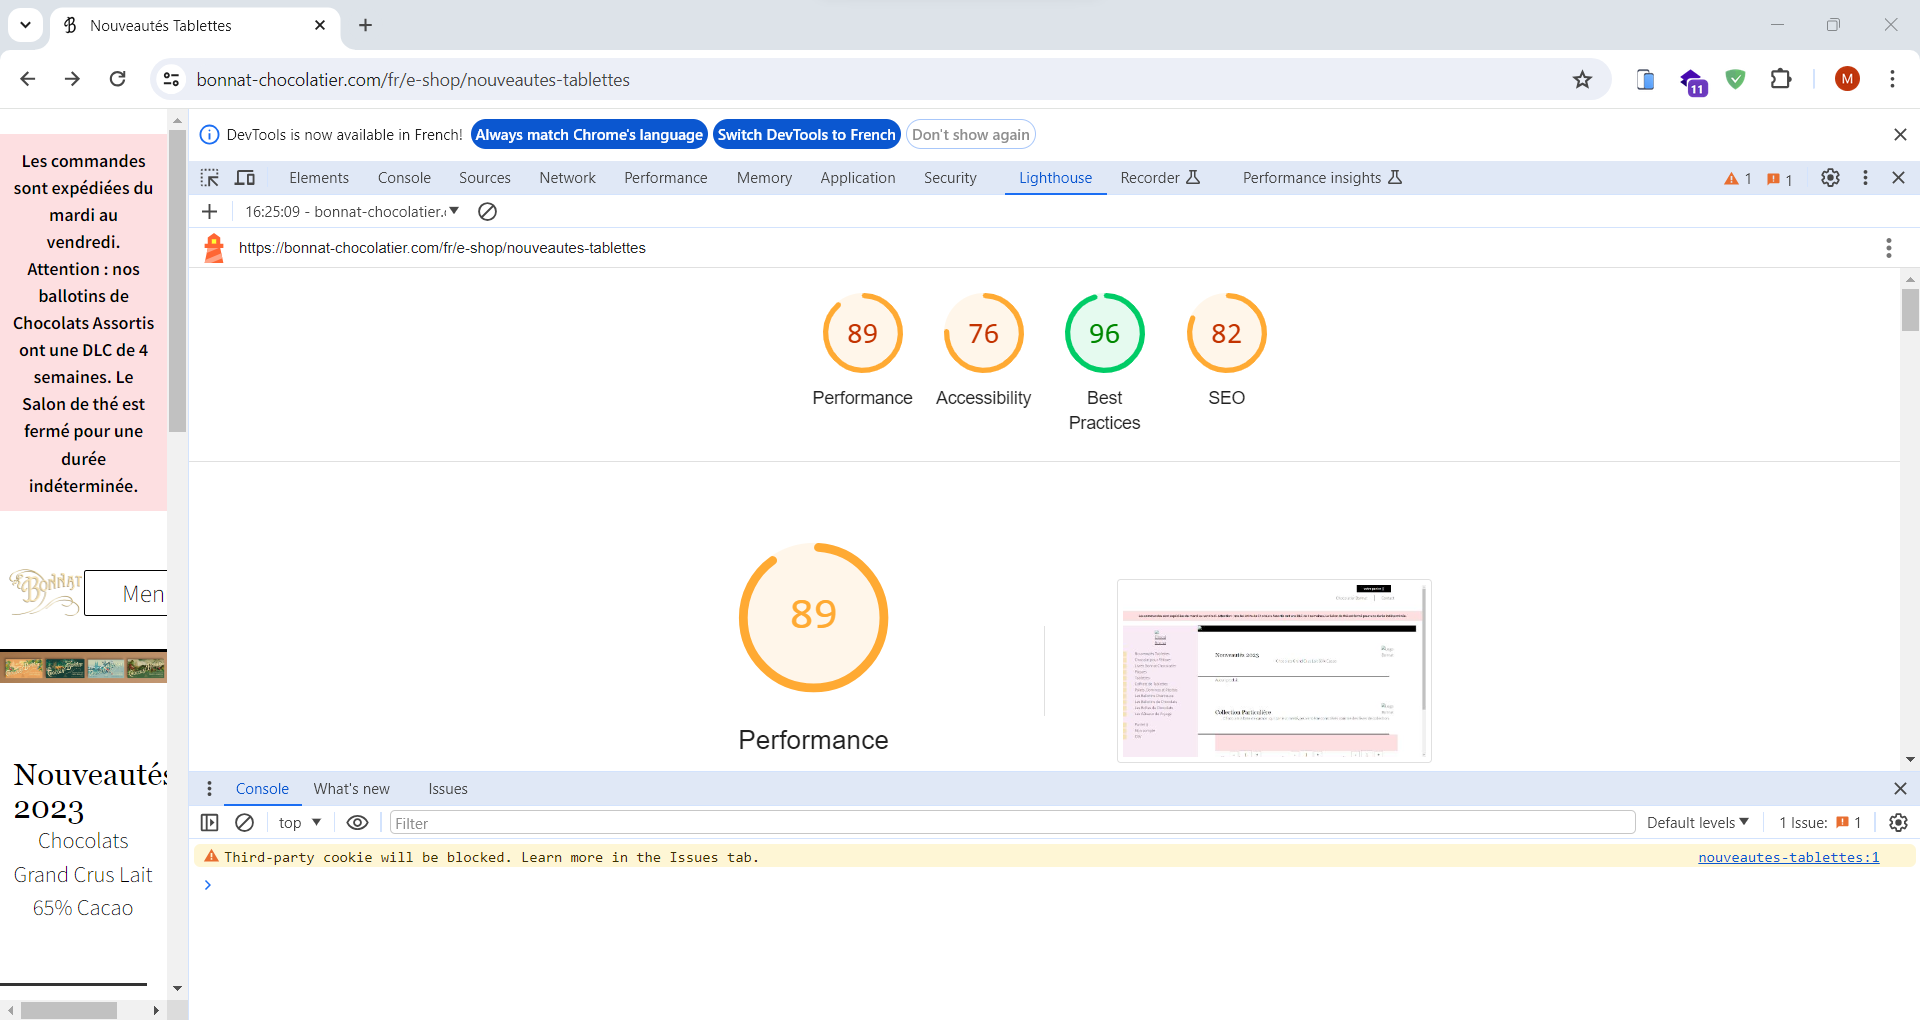 Nouveautés Tablettes
bonnat-chocolatier.com/fr/e-shop/nouveautes-tablettes
11
M
Les commandes
sont expédiées du
mardi au
vendredi.
Attention : nos
ballotins de
Chocolats Assortis
ont une DLC de 4
semaines. Le
Salon de thé est
fermé pour une
durée
indéterminée.
BONNAT
Men
Nouveautés
2023
Chocolats
Grand Crus Lait
65% Cacao
DevTools is now available in French! Always match Chrome's language Switch DevTools to French Don't show again
Elements Console Sources Network Performance Memory Application Security Lighthouse Recorder Performance insights 1 1
16:25:09 - bonnat-chocolatier.
https://bonnat-chocolatier.com/fr/e-shop/nouveautes-tablettes
89 76 96 82
Performance Accessibility Best Practices SEO
89
Performance
Nouveautés 2023
Collection Particulière
Console What's new Issues
top Filter Default levels 1 Issue: 1
Third-party cookie will be blocked. Learn more in the Issues tab. nouveautes-tablettes:1